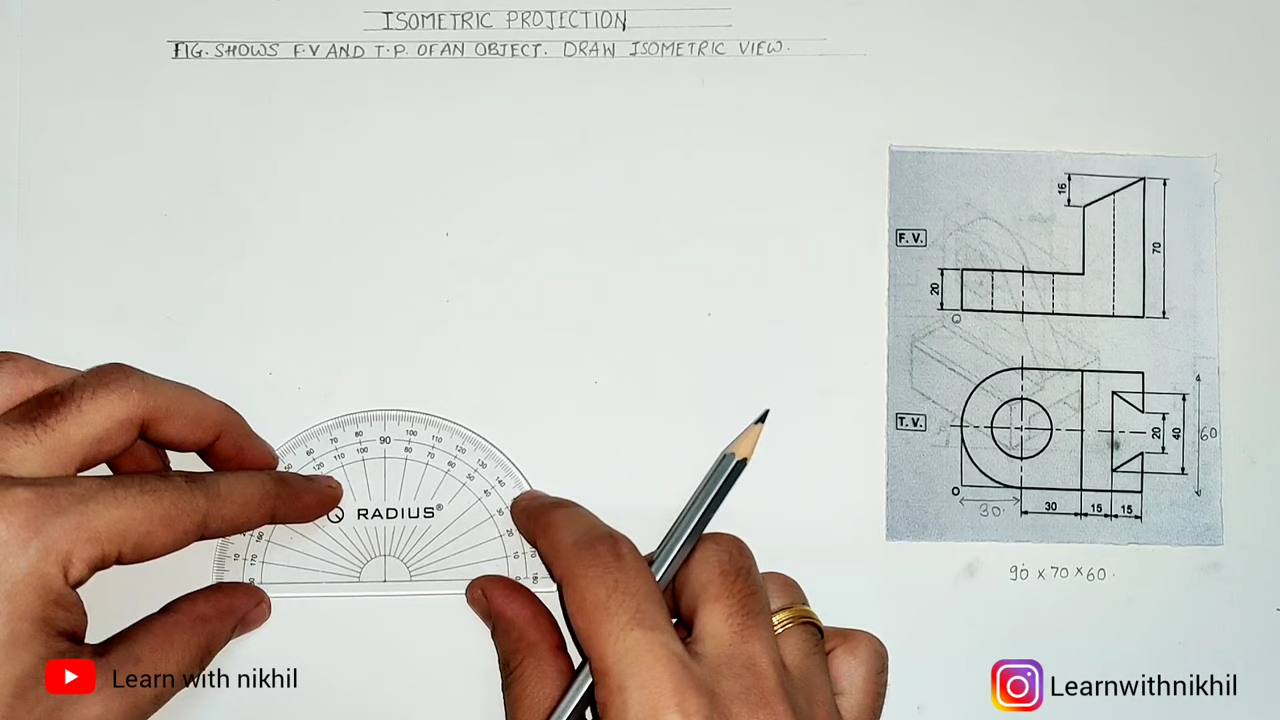 ISOMETRIC PROJECTION
FIG. SHOWS F.V AND T.P. OF AN OBJECT. DRAW ISOMETRIC VIEW.
16
F.V.
70
20
O
T.V.
20 40 60
O
30.
30 15 15
90 x 70 x 60.
90
RADIUS®
Learn with nikhil
Learnwithnikhil